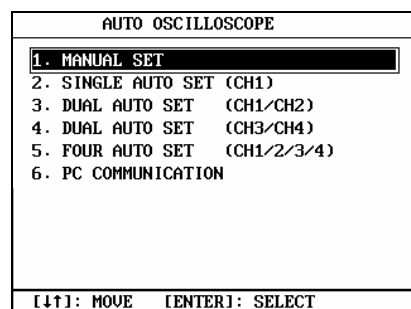 AUTO OSCILLOSCOPE
1. MANUAL SET
2. SINGLE AUTO SET (CH1)
3. DUAL AUTO SET (CH1/CH2)
4. DUAL AUTO SET (CH3/CH4)
5. FOUR AUTO SET (CH1/2/3/4)
6. PC COMMUNICATION
[↓↑]: MOVE [ENTER]: SELECT